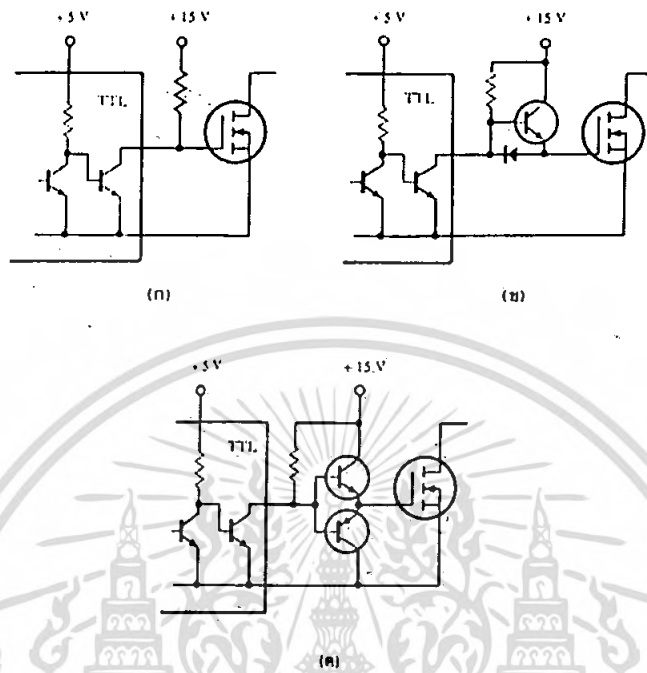 +5 V +15 V
TTL
(ก)
+5 V +15 V
TTL
(ข)
+5 V +15 V
TTL
(ค)